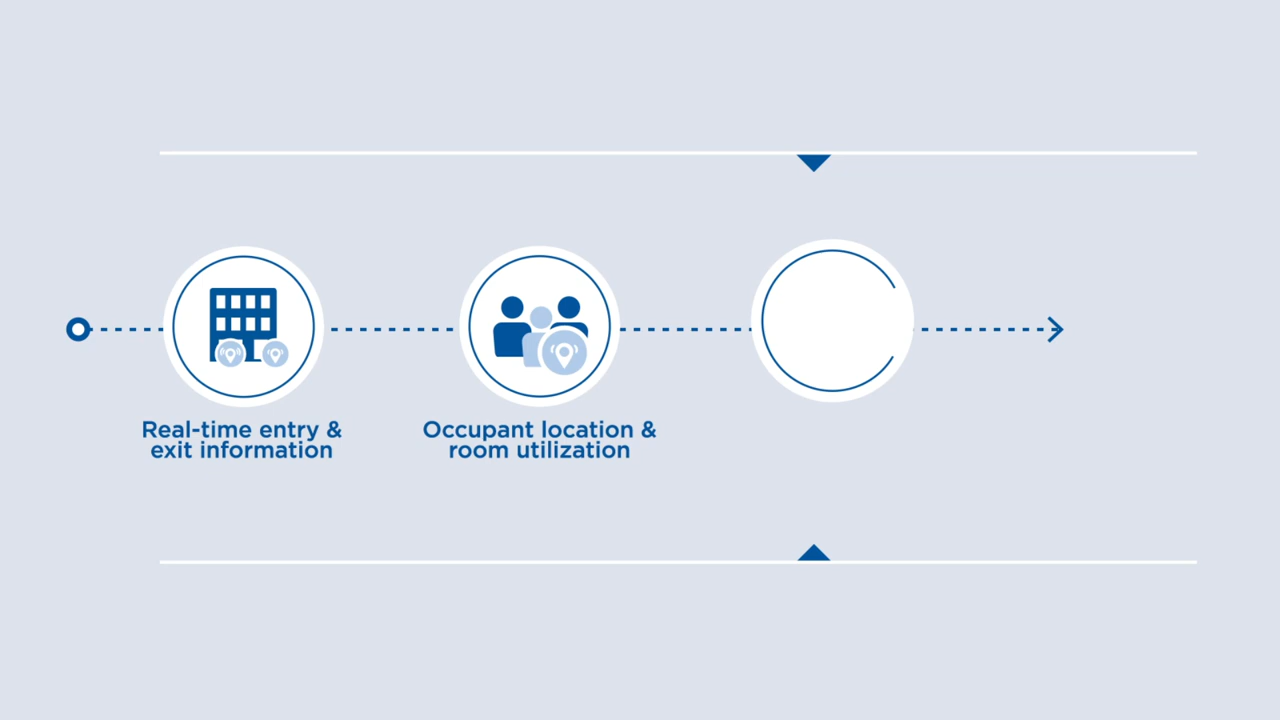 Real-time entry &
exit information
Occupant location &
room utilization